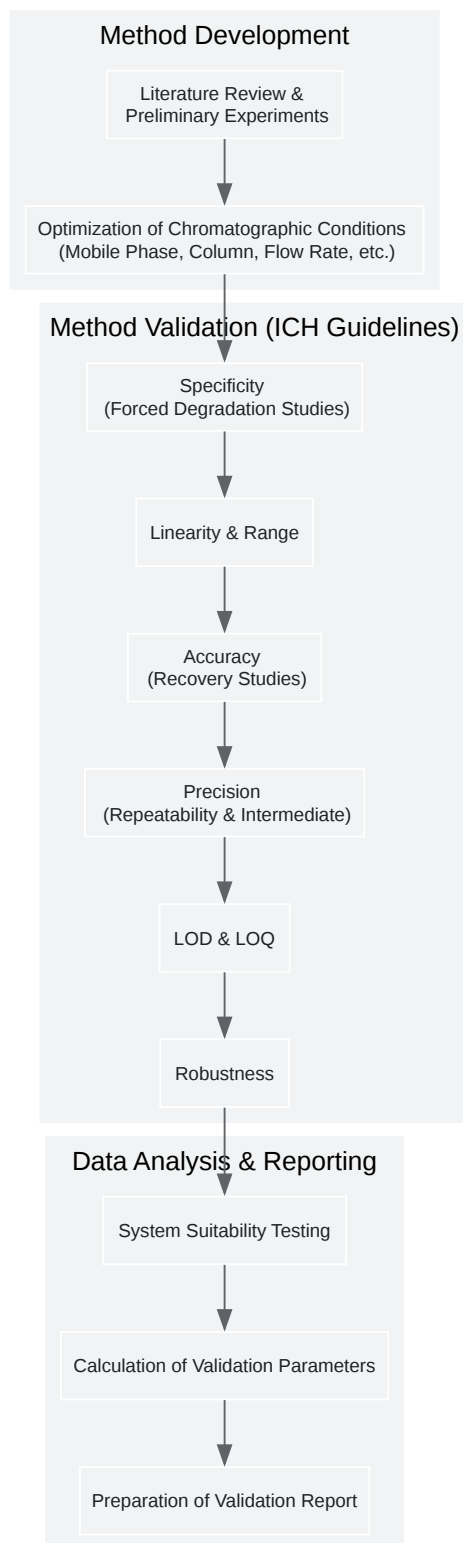 Method Development
Literature Review &
Preliminary Experiments
Optimization of Chromatographic Conditions
(Mobile Phase, Column, Flow Rate, etc.)
Method Validation (ICH Guidelines)
Specificity
(Forced Degradation Studies)
Linearity & Range
Accuracy
(Recovery Studies)
Precision
(Repeatability & Intermediate)
LOD & LOQ
Robustness
Data Analysis & Reporting
System Suitability Testing
Calculation of Validation Parameters
Preparation of Validation Report